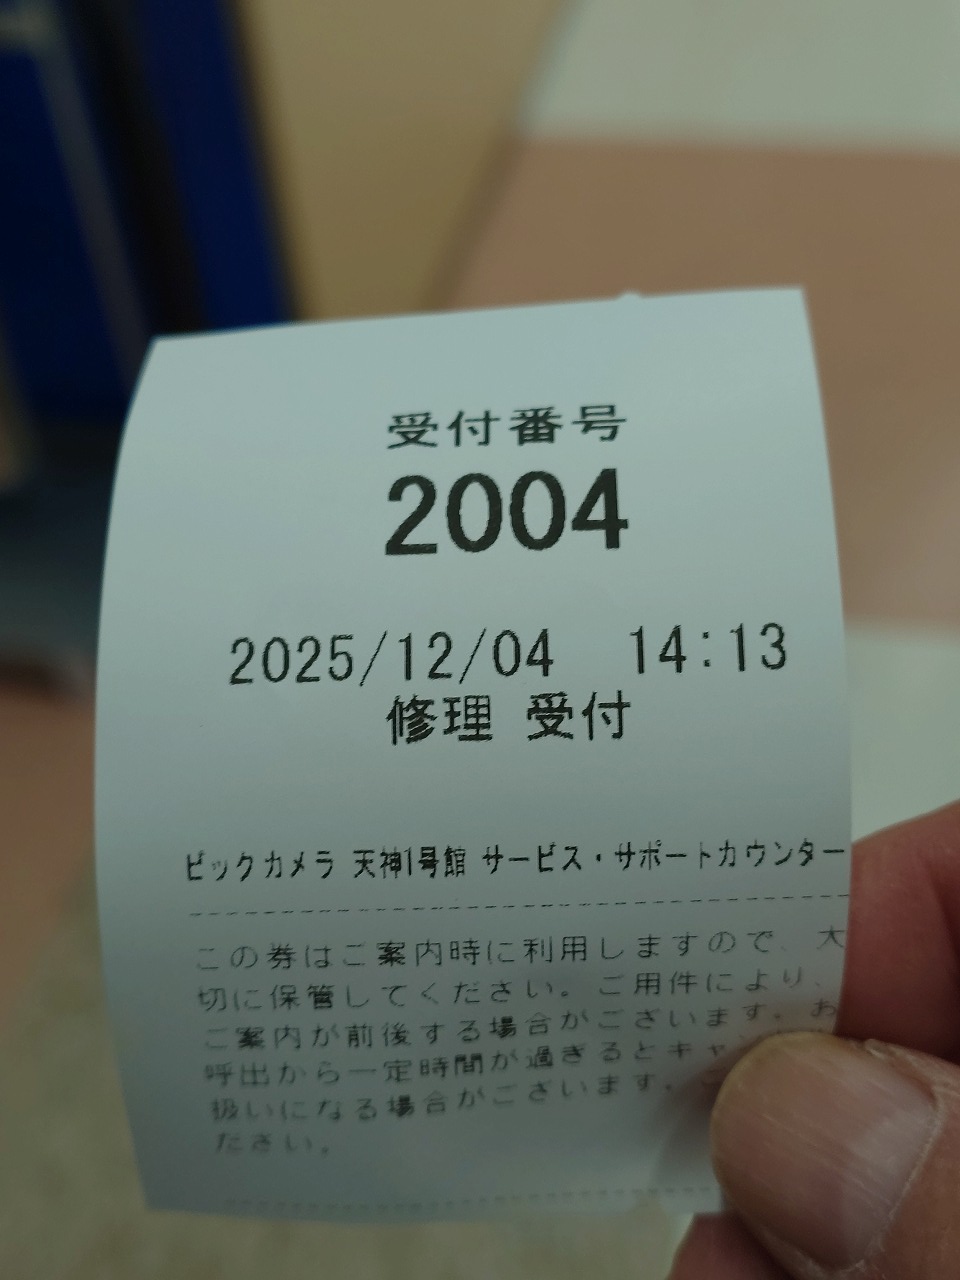 受付番号
2004
2025/12/04 14:13
修理 受付
ビックカメラ 天神1号館 サービス・サポートカウンター
この券はご案内時に利用しますので、大
切に保管してください。ご用件により、
ご案内が前後する場合がございます。お
呼出から一定時間が過ぎるとキャン
扱いになる場合がございます。ご
ださい。